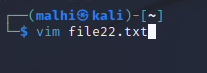 ┌──(malhi㉿kali)-[~]
└─$ vim file22.txt